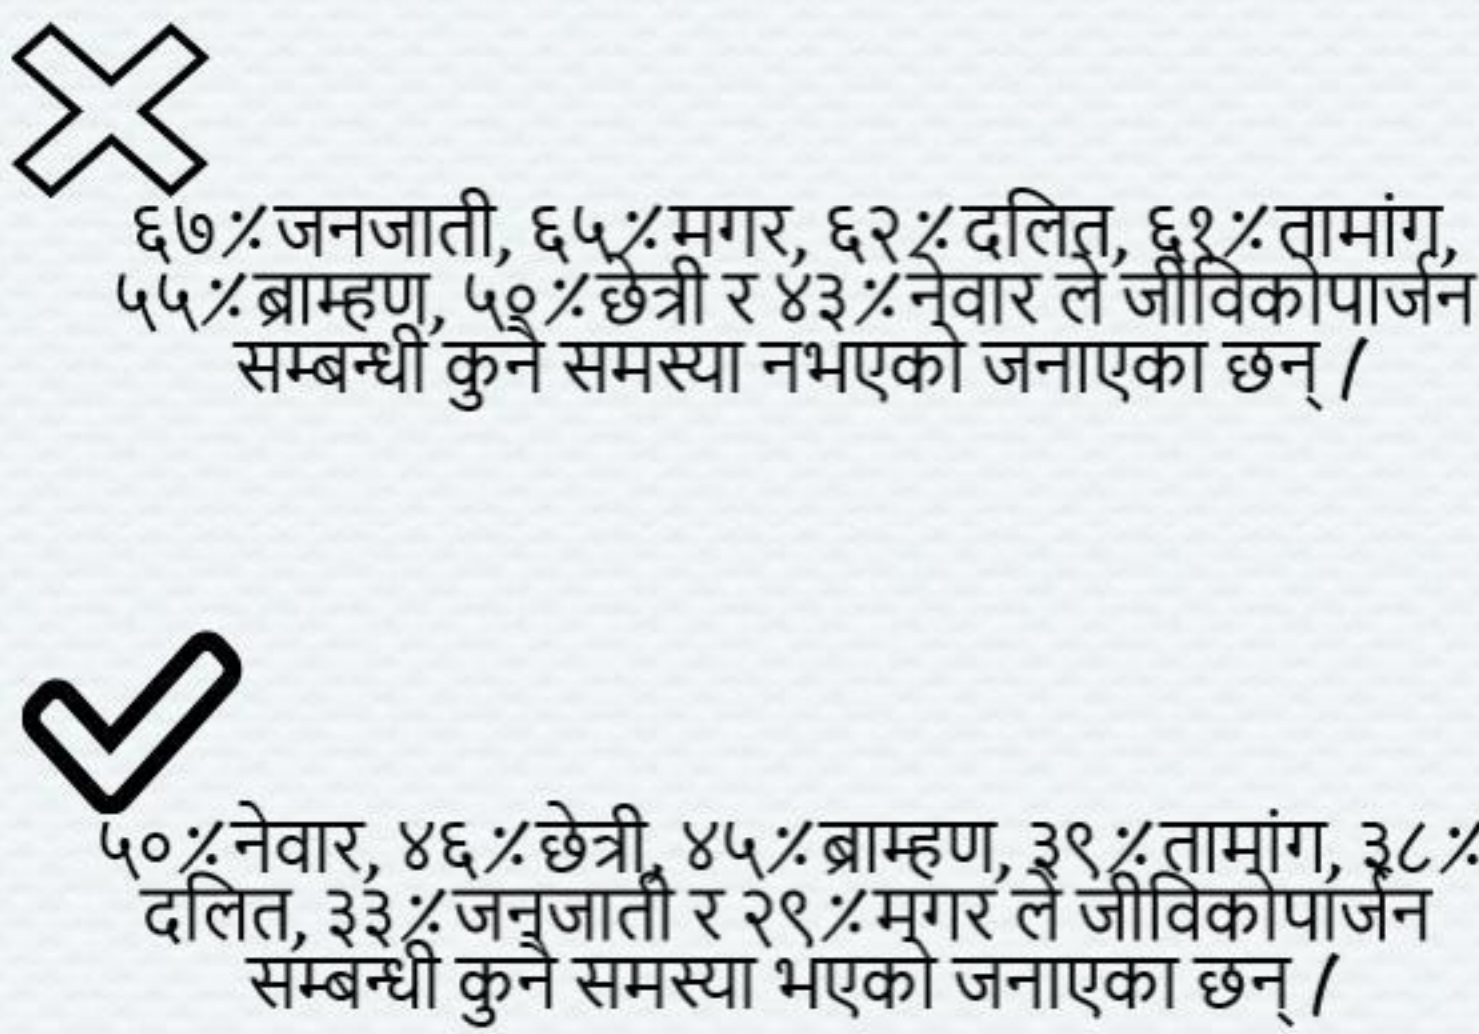 ६७%जनजाती, ६५%मगर, ६२%दलित, ६१%तामांग,
५५%ब्राम्हण, ५०%छेत्री र ४३%नेवार ले जीविकोपार्जन
सम्बन्धी कुनै समस्या नभएको जनाएका छन् /
५०%नेवार, ४६%छेत्री, ४५%ब्राम्हण, ३९%तामांग, ३८%
दलित, ३३%जनजाती र २९%मगर ले जीविकोपार्जन
सम्बन्धी कुनै समस्या भएको जनाएका छन् /